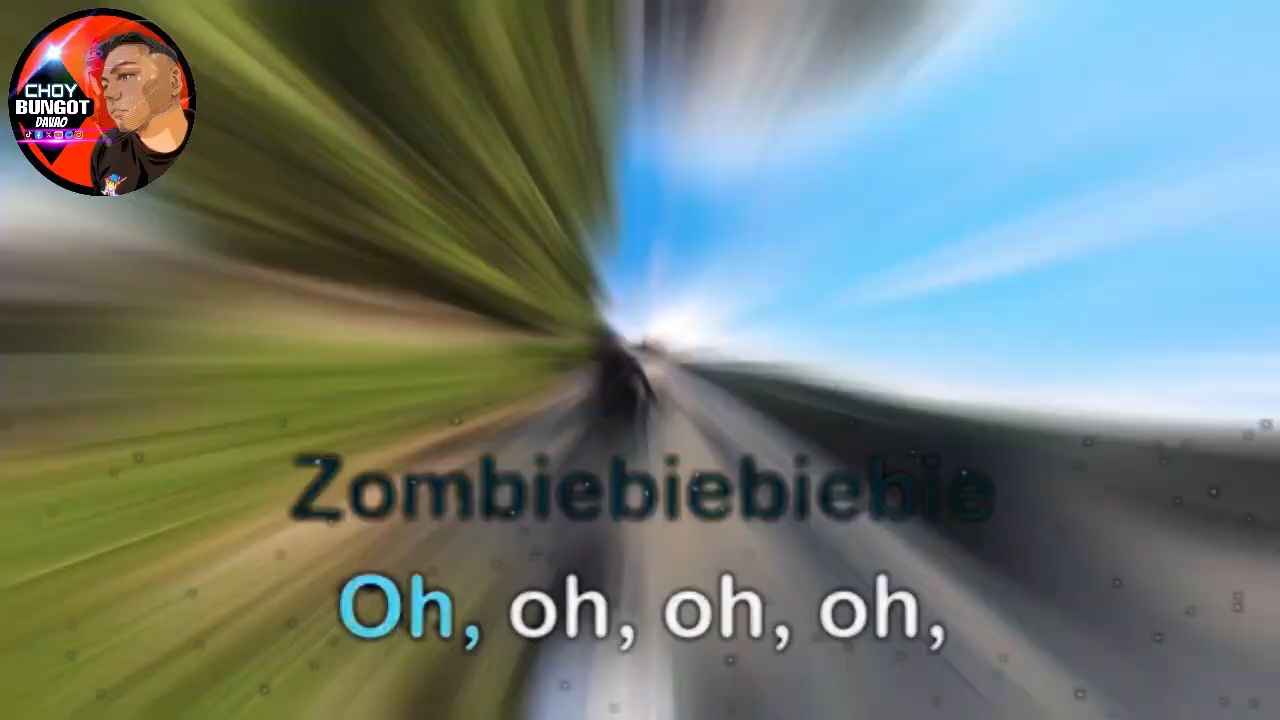 CHOY
BUNGOT
DAVAO
Zombiebiebiebie
Oh, oh, oh, oh,